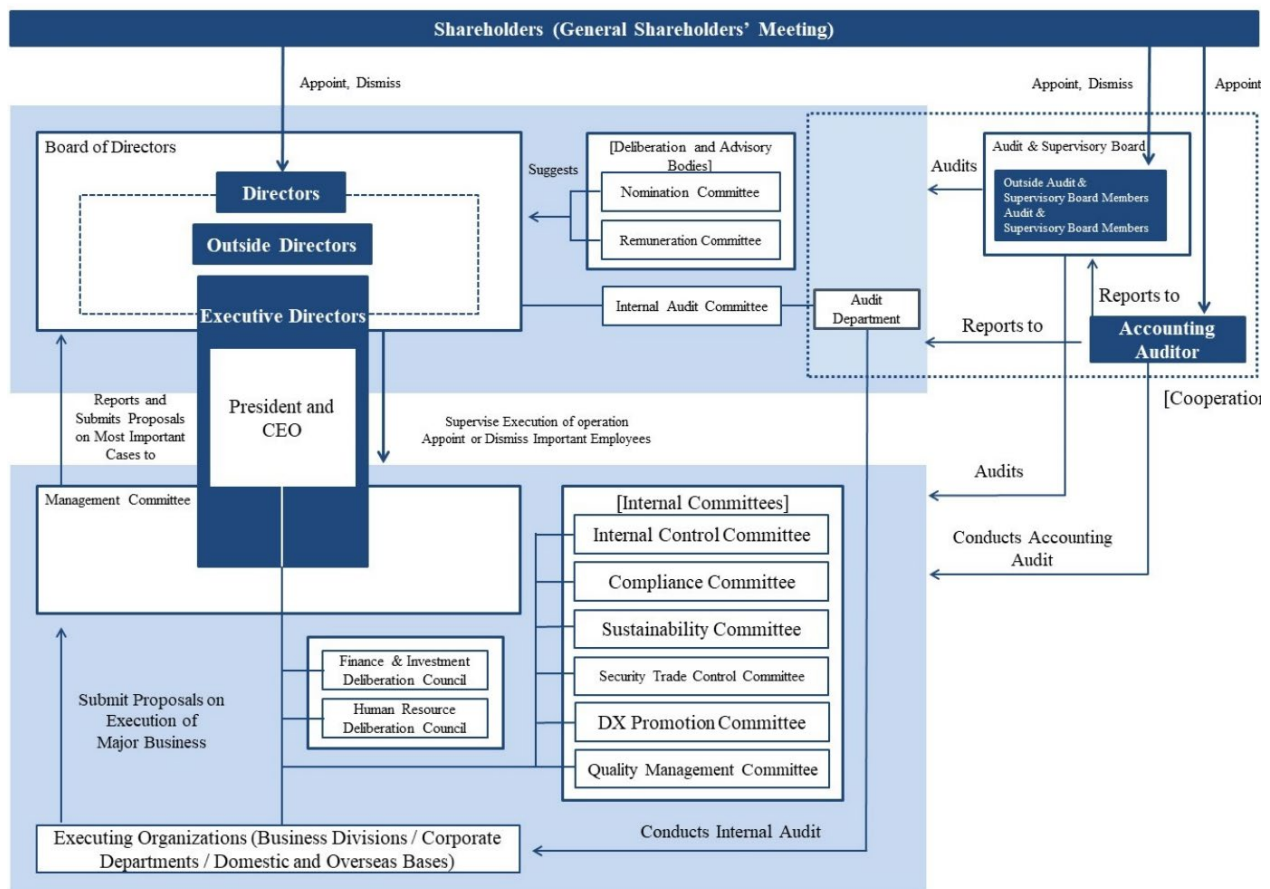 Shareholders (General Shareholders' Meeting)
Appoint, Dismiss
Appoint, Dismiss
Appoint
Board of Directors
Directors
Outside Directors
Executive Directors
President and
CEO
Suggests
[Deliberation and Advisory
Bodies]
Nomination Committee
Remuneration Committee
Internal Audit Committee
Audit
Department
Audits
Audit & Supervisory Board
Outside Audit &
Supervisory Board Members
Audit &
Supervisory Board Members
Reports to
Reports to
Accounting
Auditor
[Cooperation
Reports and
Submits Proposals
on Most Important
Cases to
Supervise Execution of operation
Appoint or Dismiss Important Employees
Management Committee
Audits
Conducts Accounting
Audit
[Internal Committees]
Internal Control Committee
Compliance Committee
Sustainability Committee
Security Trade Control Committee
DX Promotion Committee
Quality Management Committee
Finance & Investment
Deliberation Council
Human Resource
Deliberation Council
Submit Proposals on
Execution of
Major Business
Executing Organizations (Business Divisions / Corporate
Departments / Domestic and Overseas Bases)
Conducts Internal Audit